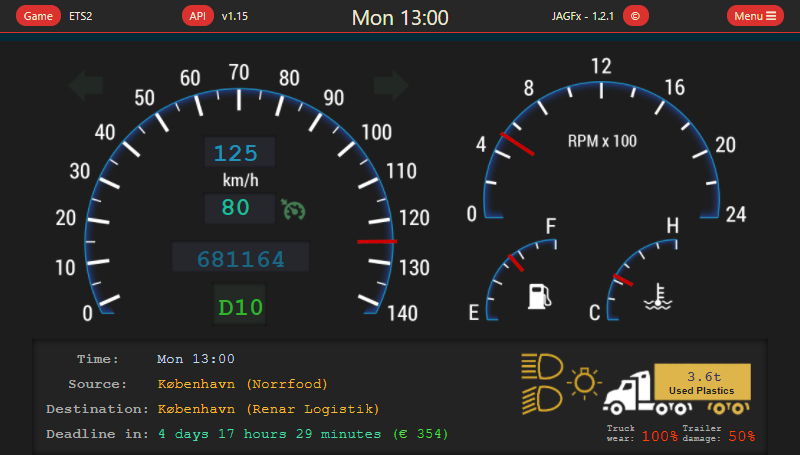 Game ETS2 API v1.15 Mon 13:00 JAGFx - 1.2.1 © Menu
0 10 20 30 40 50 60 70 80 90 100 110 120 130 140
125
km/h
80
681164
D10
0 4 8 12 16 20 24
RPM x 100
E F
C H
Time: Mon 13:00
Source: København (Norrfood)
Destination: København (Renar Logistik)
Deadline in: 4 days 17 hours 29 minutes (€ 354)
3.6t
Used Plastics
Truck wear: 100% Trailer damage: 50%